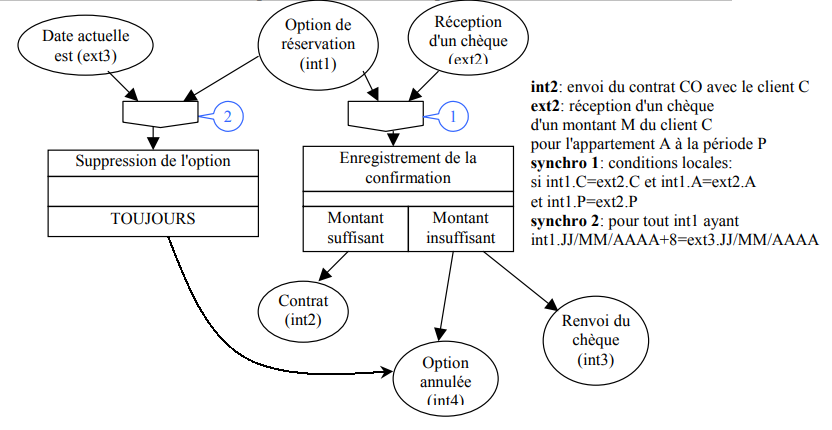 Date actuelle
est (ext3)
Option de
réservation
(int1)
Réception
d'un chèque
(ext2)
2
1
Suppression de l'option
TOUJOURS
Enregistrement de la
confirmation
Montant
suffisant
Montant
insuffisant
Contrat
(int2)
Option
annulée
(int4)
Renvoi du
chèque
(int3)
int2: envoi du contrat CO avec le client C
ext2: réception d'un chèque
d'un montant M du client C
pour l'appartement A à la période P
synchro 1: conditions locales:
si int1.C=ext2.C et int1.A=ext2.A
et int1.P=ext2.P
synchro 2: pour tout int1 ayant
int1.JJ/MM/AAAA+8=ext3.JJ/MM/AAAA